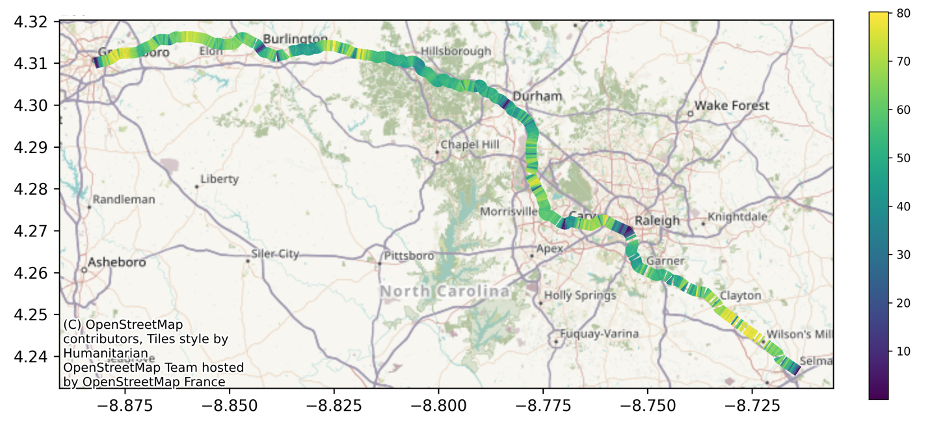 4.32
4.31
4.30
4.29
4.28
4.27
4.26
4.25
4.24
Elon
Burlington
Hillsborough
Durham
Wake Forest
Chapel Hill
Liberty
Randleman
Morrisville
Cary
Raleigh
Knightdale
Asheboro
Siler City
Pittsboro
Apex
Garner
North Carolina
Holly Springs
Clayton
Fuquay-Varina
Wilson's Mill
Selma
(C) OpenStreetMap
contributors, Tiles style by
Humanitarian
OpenStreetMap Team hosted
by OpenStreetMap France
−8.875
−8.850
−8.825
−8.800
−8.775
−8.750
−8.725
80
70
60
50
40
30
20
10